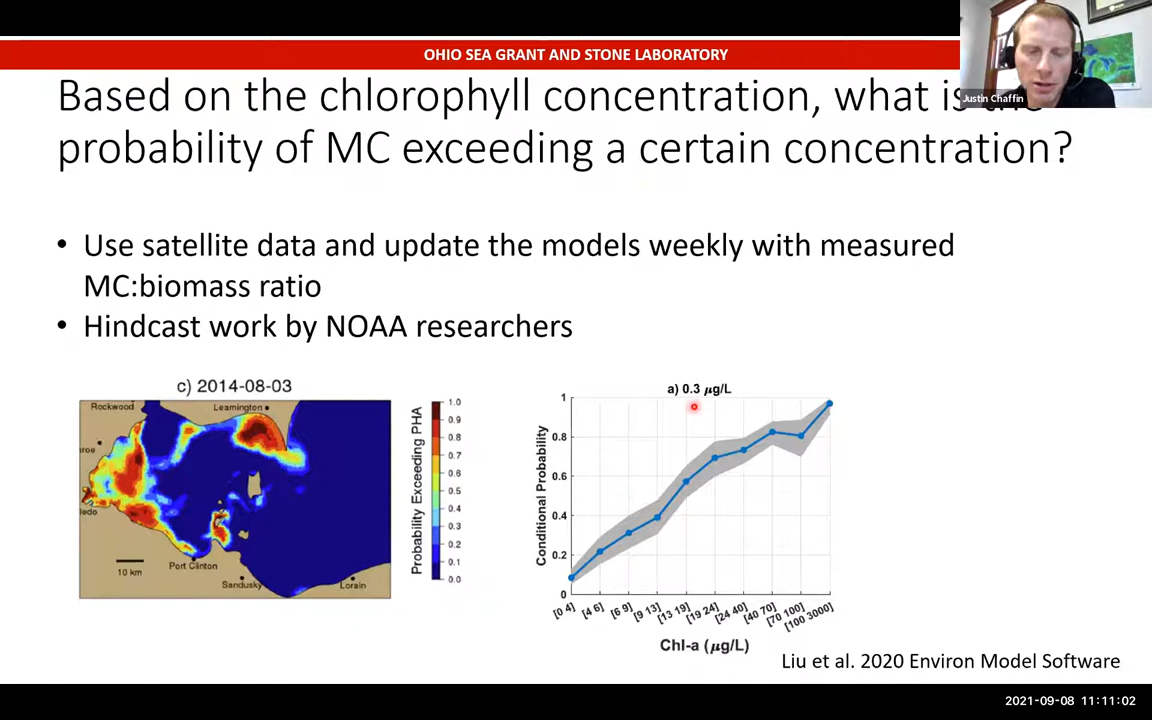 OHIO SEA GRANT AND STONE LABORATORY
Based on the chlorophyll concentration, what is the
probability of MC exceeding a certain concentration?
Justin Chaffin
• Use satellite data and update the models weekly with measured
MC:biomass ratio
• Hindcast work by NOAA researchers
c) 2014-08-03
Rockwood
Leamington
roe
ledo
10 km
Port Clinton
Sandusky
Lorain
Probability Exceeding PHA
1.0
0.9
0.8
0.7
0.6
0.5
0.4
0.3
0.2
0.1
0.0
a) 0.3 µg/L
Conditional Probability
1
0.8
0.6
0.4
0.2
0
[0 4]
[4 6]
[6 9]
[9 13]
[13 19]
[19 24]
[24 40]
[40 70]
[70 100]
[100 3000]
Chl-a (µg/L)
Liu et al. 2020 Environ Model Software
2021-09-08 11:11:02